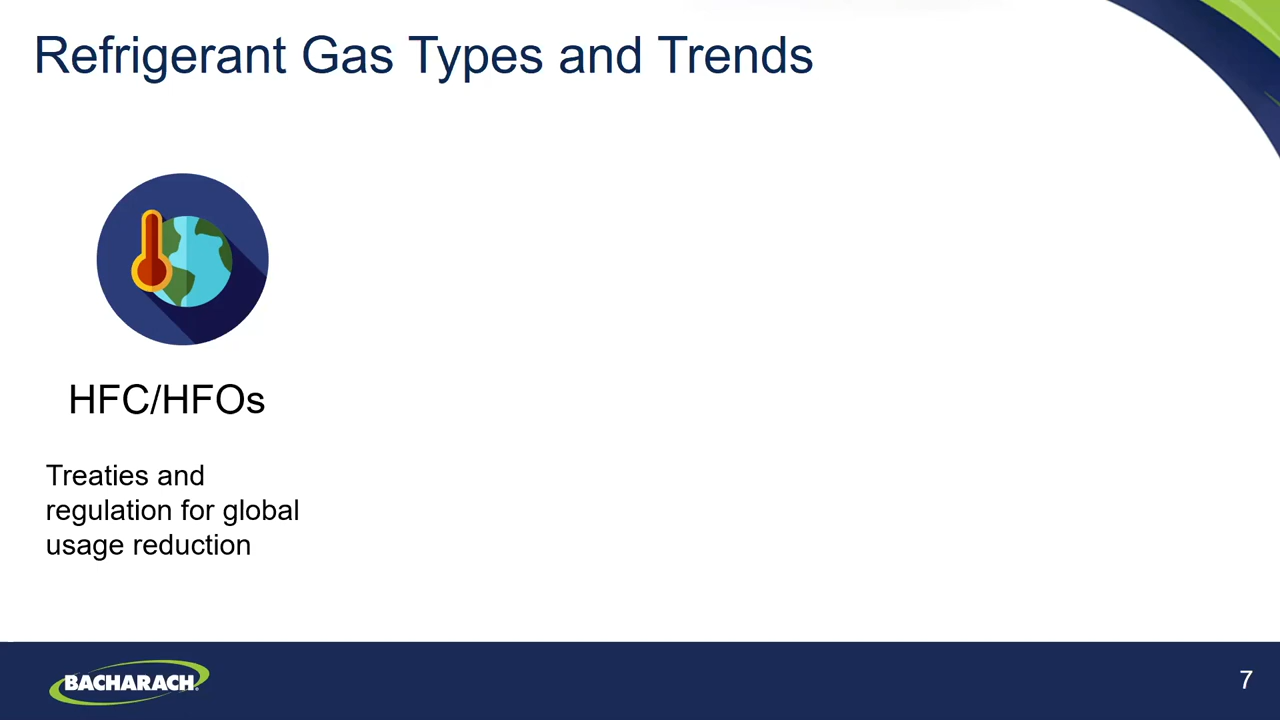 Refrigerant Gas Types and Trends
HFC/HFOs
Treaties and
regulation for global
usage reduction
BACHARACH
7